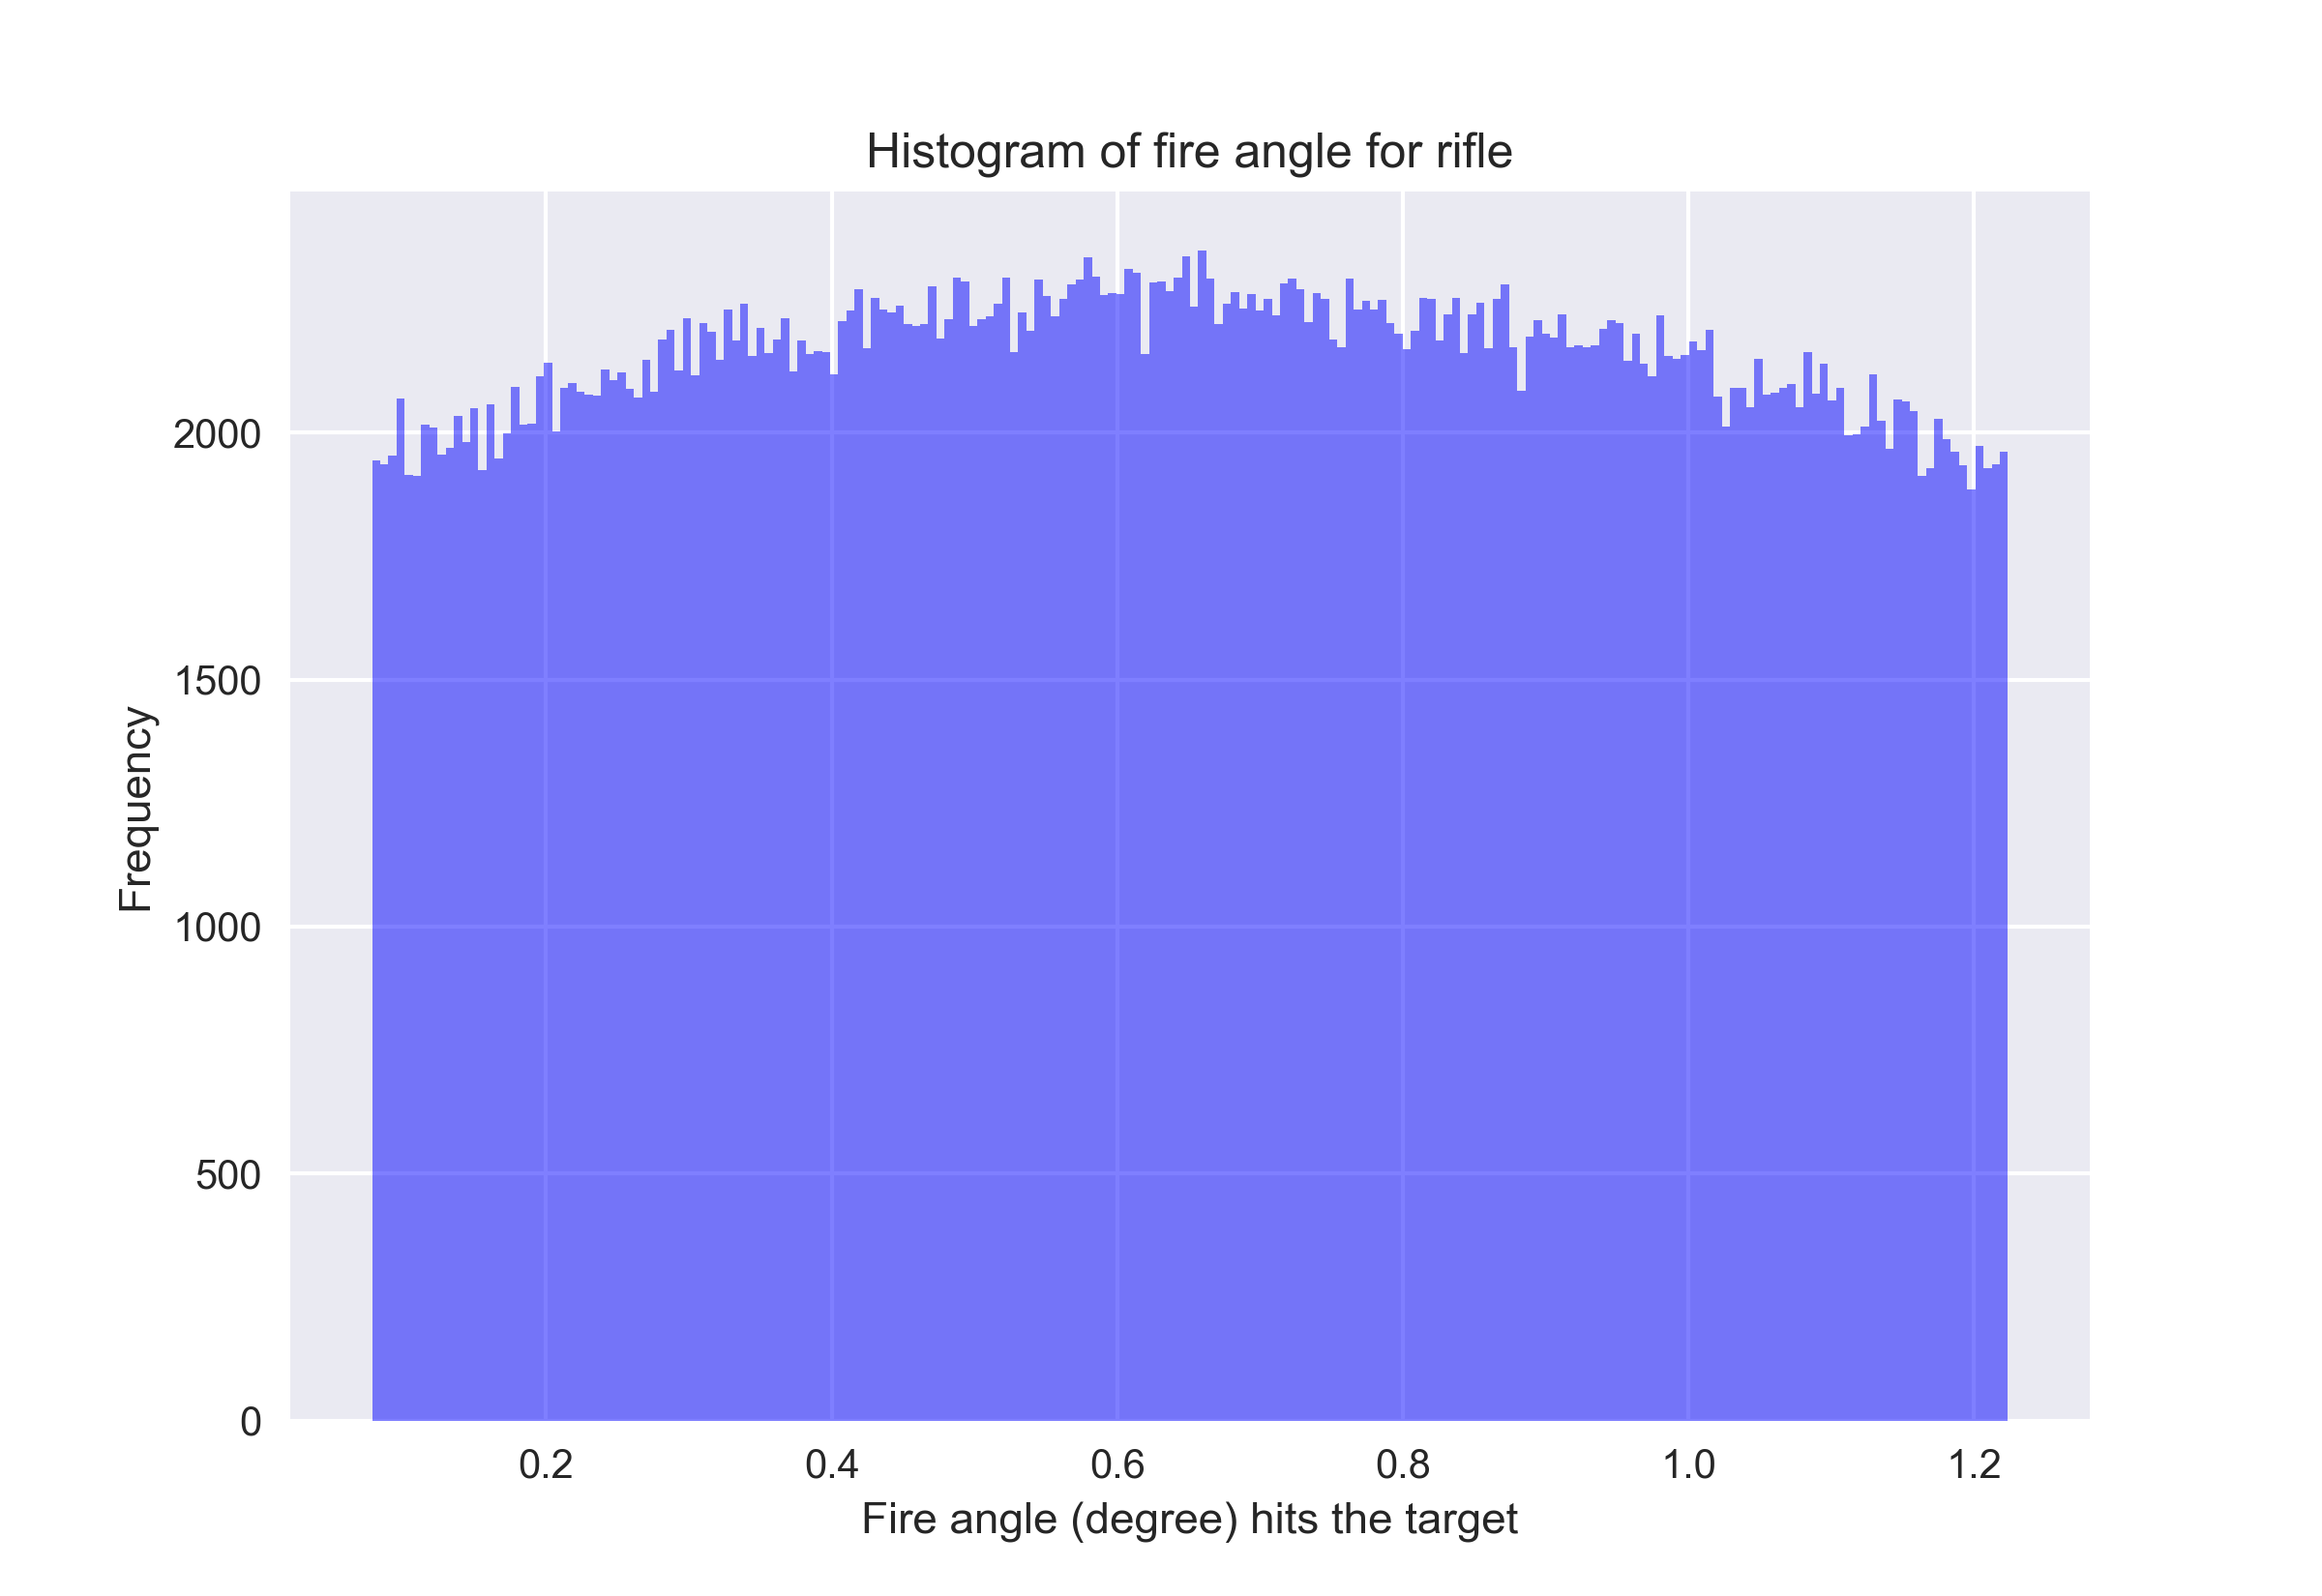 Histogram of fire angle for rifle
Frequency
2000
1500
1000
500
0
0.2 0.4 0.6 0.8 1.0 1.2
Fire angle (degree) hits the target